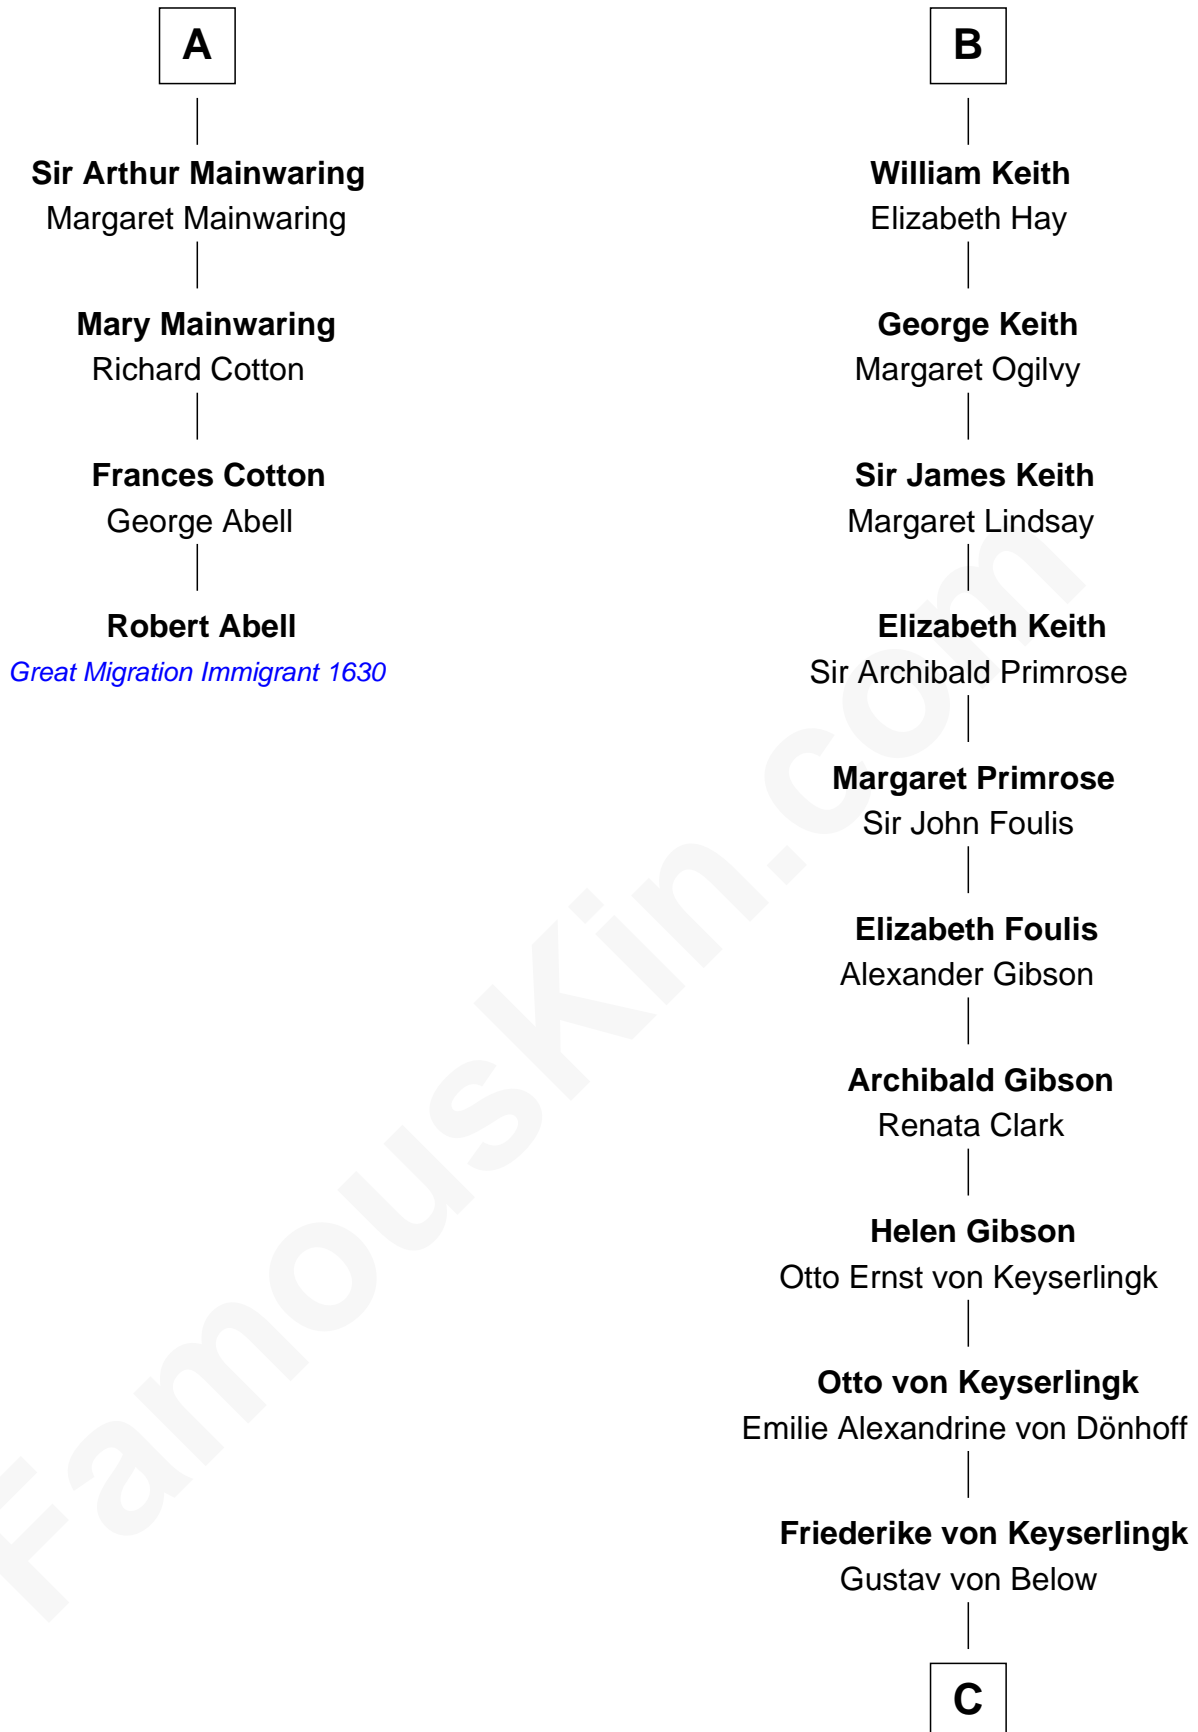 A
Sir Arthur Mainwaring
Margaret Mainwaring
Mary Mainwaring
Richard Cotton
Frances Cotton
George Abell
Robert Abell
Great Migration Immigrant 1630
B
William Keith
Elizabeth Hay
George Keith
Margaret Ogilvy
Sir James Keith
Margaret Lindsay
Elizabeth Keith
Sir Archibald Primrose
Margaret Primrose
Sir John Foulis
Elizabeth Foulis
Alexander Gibson
Archibald Gibson
Renata Clark
Helen Gibson
Otto Ernst von Keyserlingk
Otto von Keyserlingk
Emilie Alexandrine von Dönhoff
Friederike von Keyserlingk
Gustav von Below
C
FamousKin.com